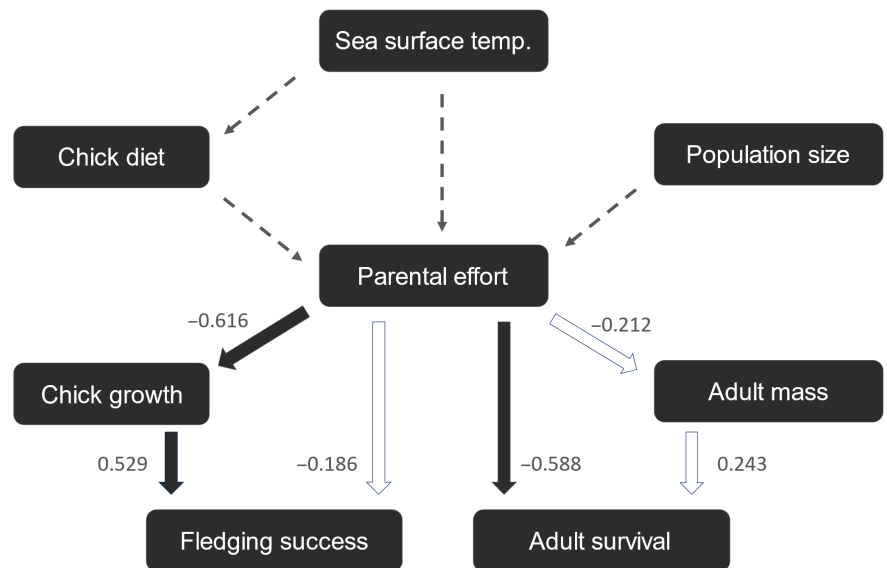 Sea surface temp.
Chick diet
Population size
Parental effort
−0.616
−0.212
Chick growth
Adult mass
0.529
−0.186
−0.588
0.243
Fledging success
Adult survival